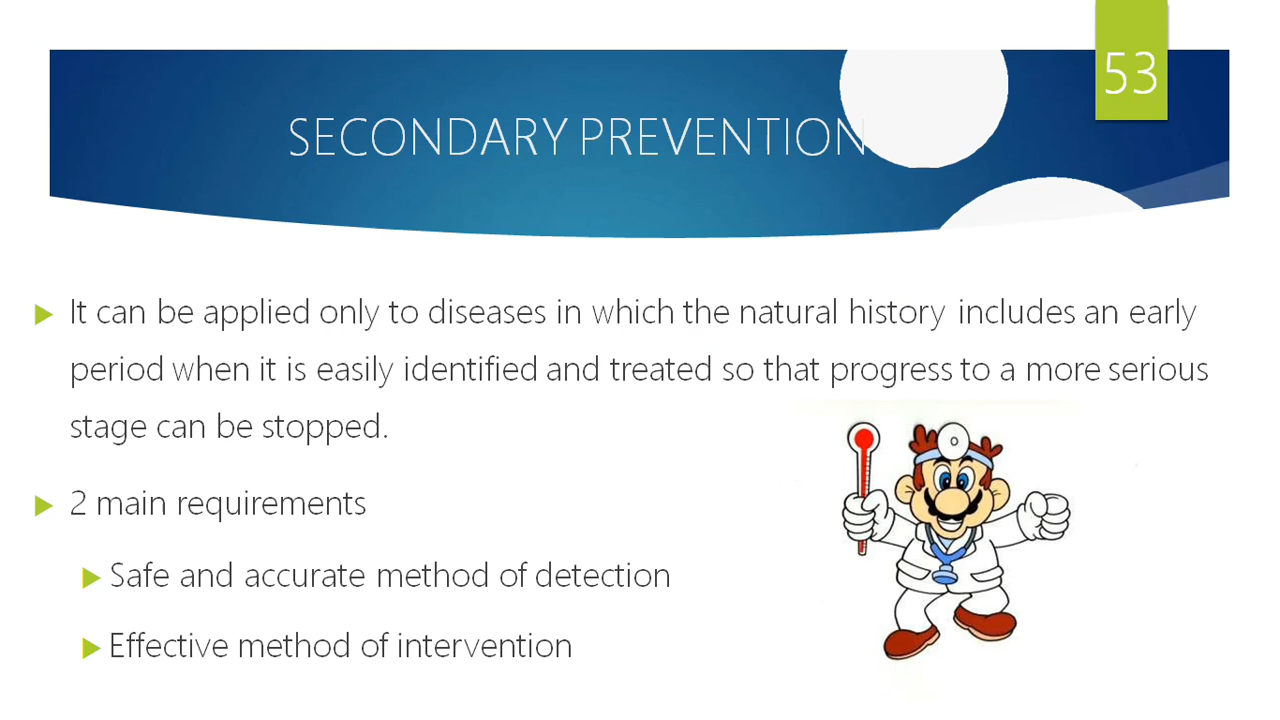 53
SECONDARY PREVENTION
It can be applied only to diseases in which the natural history includes an early
period when it is easily identified and treated so that progress to a more serious
stage can be stopped.
2 main requirements
Safe and accurate method of detection
Effective method of intervention